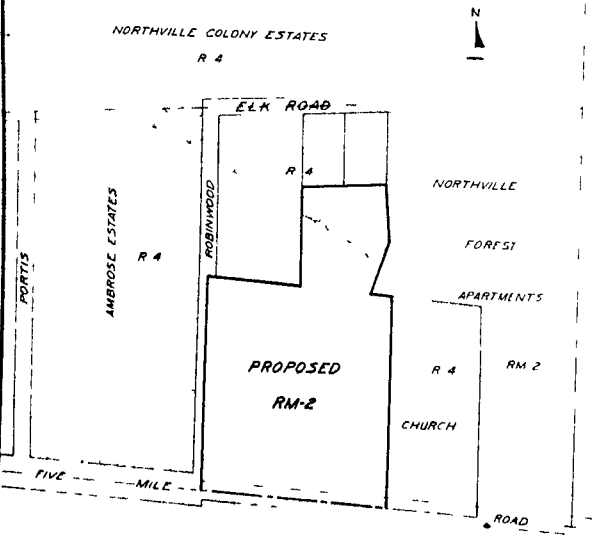 N
NORTHVILLE COLONY ESTATES
R 4
ELK ROAD
R 4
NORTHVILLE
FOREST
APARTMENTS
RM 2
ROBINWOOD
AMBROSE ESTATES
R 4
PORTIS
PROPOSED
RM-2
R 4
CHURCH
FIVE MILE ROAD